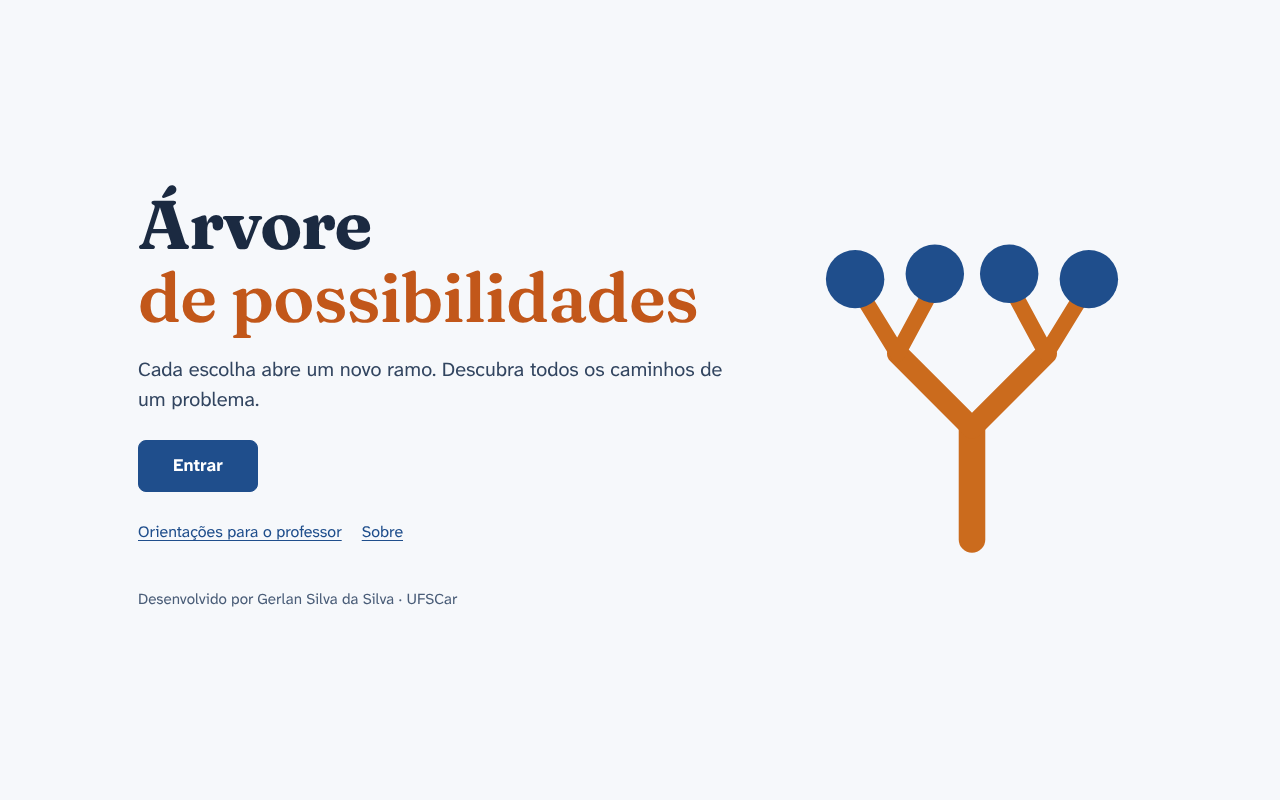 Árvore
de possibilidades
Cada escolha abre um novo ramo. Descubra todos os caminhos de
um problema.
Entrar
Orientações para o professor Sobre
Desenvolvido por Gerlan Silva da Silva · UFSCar